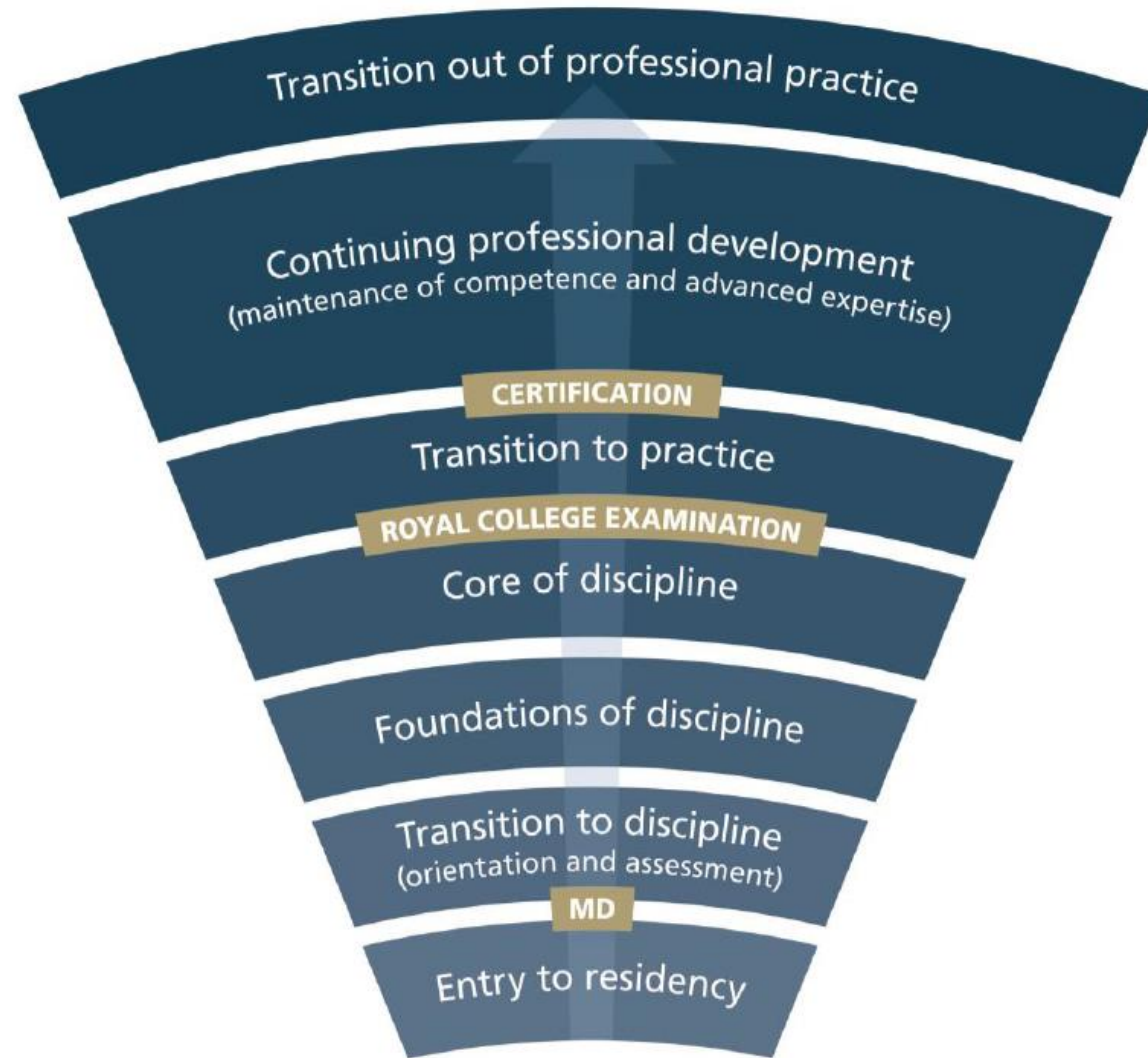 Transition out of professional practice
Continuing professional development
(maintenance of competence and advanced expertise)
CERTIFICATION
Transition to practice
ROYAL COLLEGE EXAMINATION
Core of discipline
Foundations of discipline
Transition to discipline
(orientation and assessment)
MD
Entry to residency